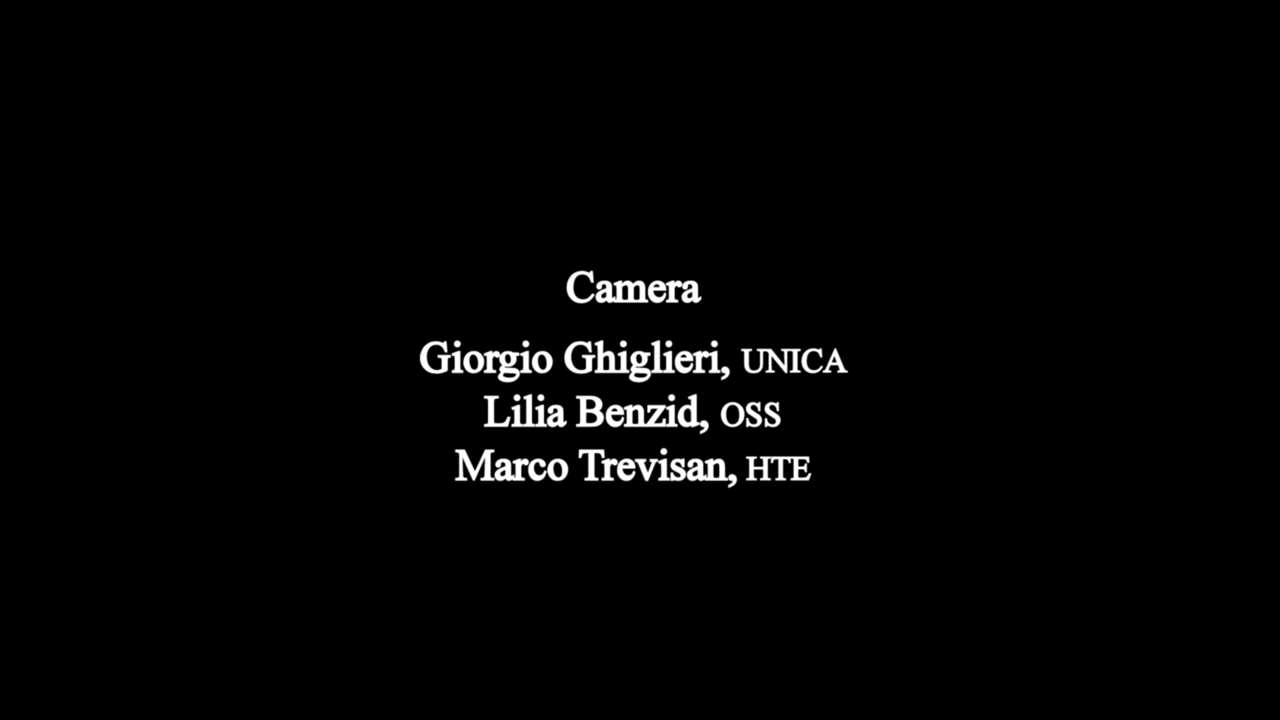 Camera
Giorgio Ghiglieri, UNICA
Lilia Benzid, OSS
Marco Trevisan, HTE